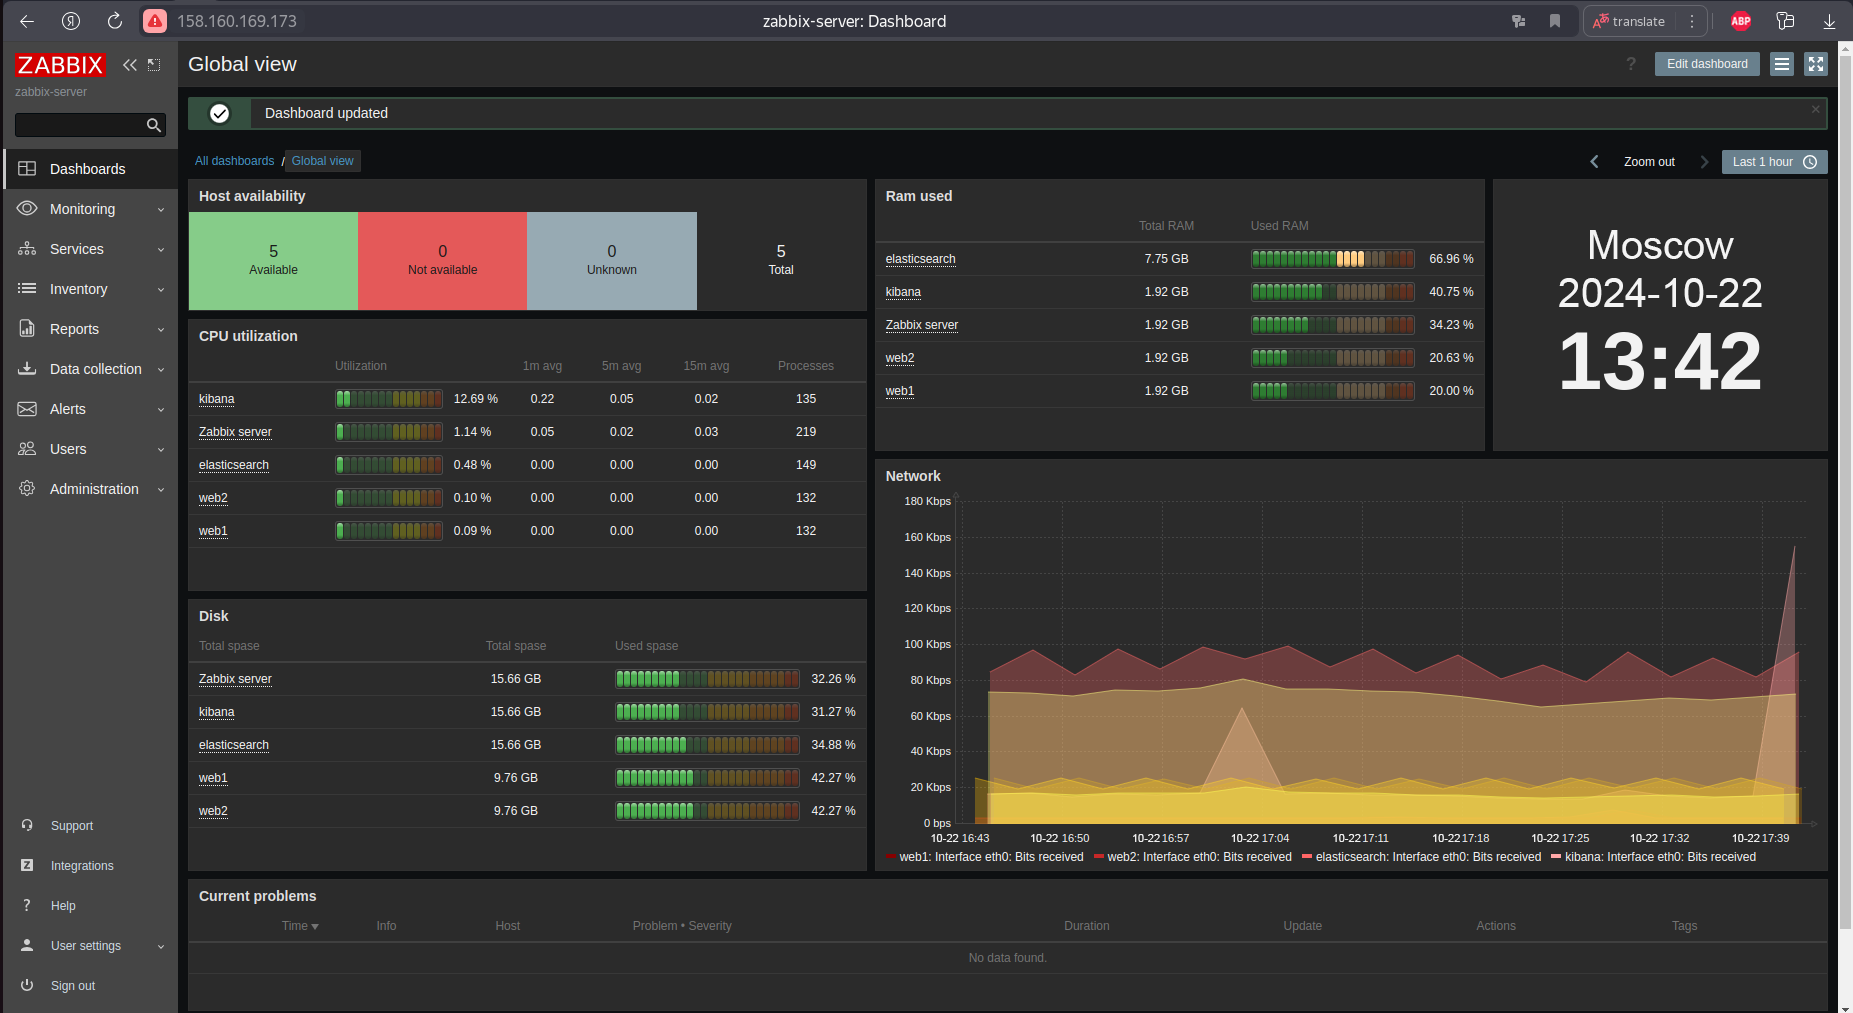 158.160.169.173
zabbix-server: Dashboard
translate
ABP
ZABBIX
zabbix-server
Dashboards
Monitoring
Services
Inventory
Reports
Data collection
Alerts
Users
Administration
Support
Z Integrations
? Help
User settings
Sign out
Global view
? Edit dashboard
Dashboard updated
All dashboards / Global view
Zoom out
Last 1 hour
Host availability
5 Available
0 Not available
0 Unknown
5 Total
CPU utilization
Utilization 1m avg 5m avg 15m avg Processes
kibana 12.69 % 0.22 0.05 0.02 135
Zabbix server 1.14 % 0.05 0.02 0.03 219
elasticsearch 0.48 % 0.00 0.00 0.00 149
web2 0.10 % 0.00 0.00 0.00 132
web1 0.09 % 0.00 0.00 0.00 132
Disk
Total spase Total spase Used spase
Zabbix server 15.66 GB 32.26 %
kibana 15.66 GB 31.27 %
elasticsearch 15.66 GB 34.88 %
web1 9.76 GB 42.27 %
web2 9.76 GB 42.27 %
Ram used
Total RAM Used RAM
elasticsearch 7.75 GB 66.96 %
kibana 1.92 GB 40.75 %
Zabbix server 1.92 GB 34.23 %
web2 1.92 GB 20.63 %
web1 1.92 GB 20.00 %
Moscow
2024-10-22
13:42
Network
180 Kbps
160 Kbps
140 Kbps
120 Kbps
100 Kbps
80 Kbps
60 Kbps
40 Kbps
20 Kbps
0 bps
10-22 16:43 10-22 16:50 10-22 16:57 10-22 17:04 10-22 17:11 10-22 17:18 10-22 17:25 10-22 17:32 10-22 17:39
web1: Interface eth0: Bits received web2: Interface eth0: Bits received elasticsearch: Interface eth0: Bits received kibana: Interface eth0: Bits received
Current problems
Time Info Host Problem • Severity Duration Update Actions Tags
No data found.